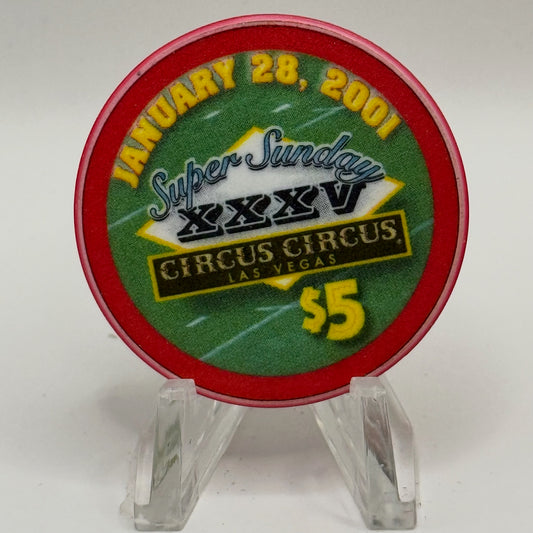 JANUARY 28, 2001
Super Sunday
XXXV
CIRCUS CIRCUS®
LAS VEGAS
$5